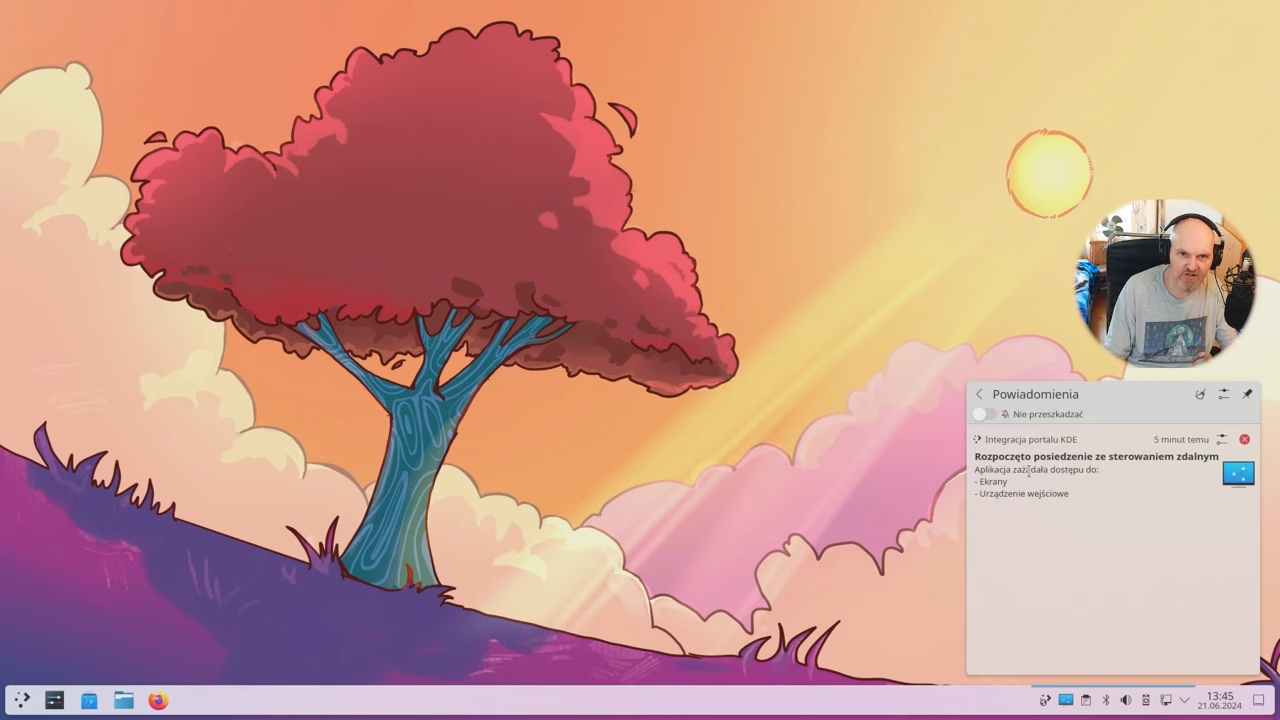 Powiadomienia
Nie przeszkadzać
Integracja portalu KDE
5 minut temu
Rozpoczęto posiedzenie ze sterowaniem zdalnym
Aplikacja zażądała dostępu do:
- Ekrany
- Urządzenie wejściowe
13:45
21.06.2024